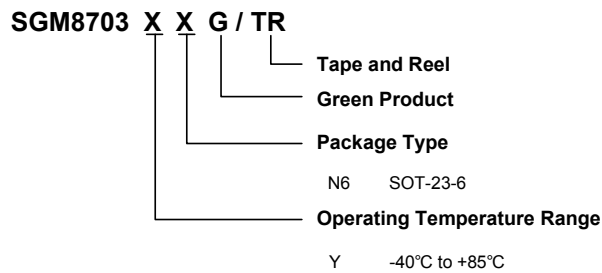 SGM8703 X X G / TR
Tape and Reel
Green Product
Package Type
N6 SOT-23-6
Operating Temperature Range
Y -40℃ to +85℃